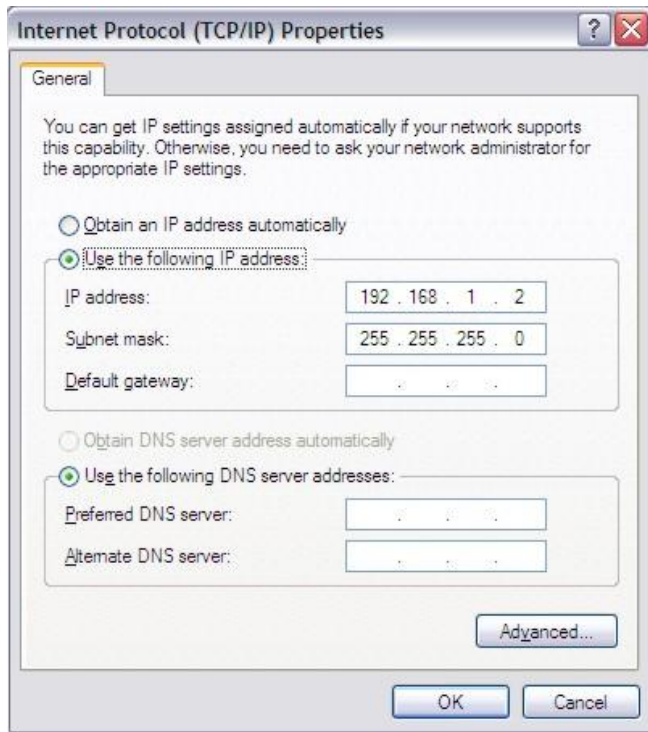 Internet Protocol (TCP/IP) Properties
General
You can get IP settings assigned automatically if your network supports
this capability. Otherwise, you need to ask your network administrator for
the appropriate IP settings.
Obtain an IP address automatically
Use the following IP address:
IP address: 192 . 168 . 1 . 2
Subnet mask: 255 . 255 . 255 . 0
Default gateway: . . .
Obtain DNS server address automatically
Use the following DNS server addresses:
Preferred DNS server: . . .
Alternate DNS server: . . .
Advanced...
OK Cancel